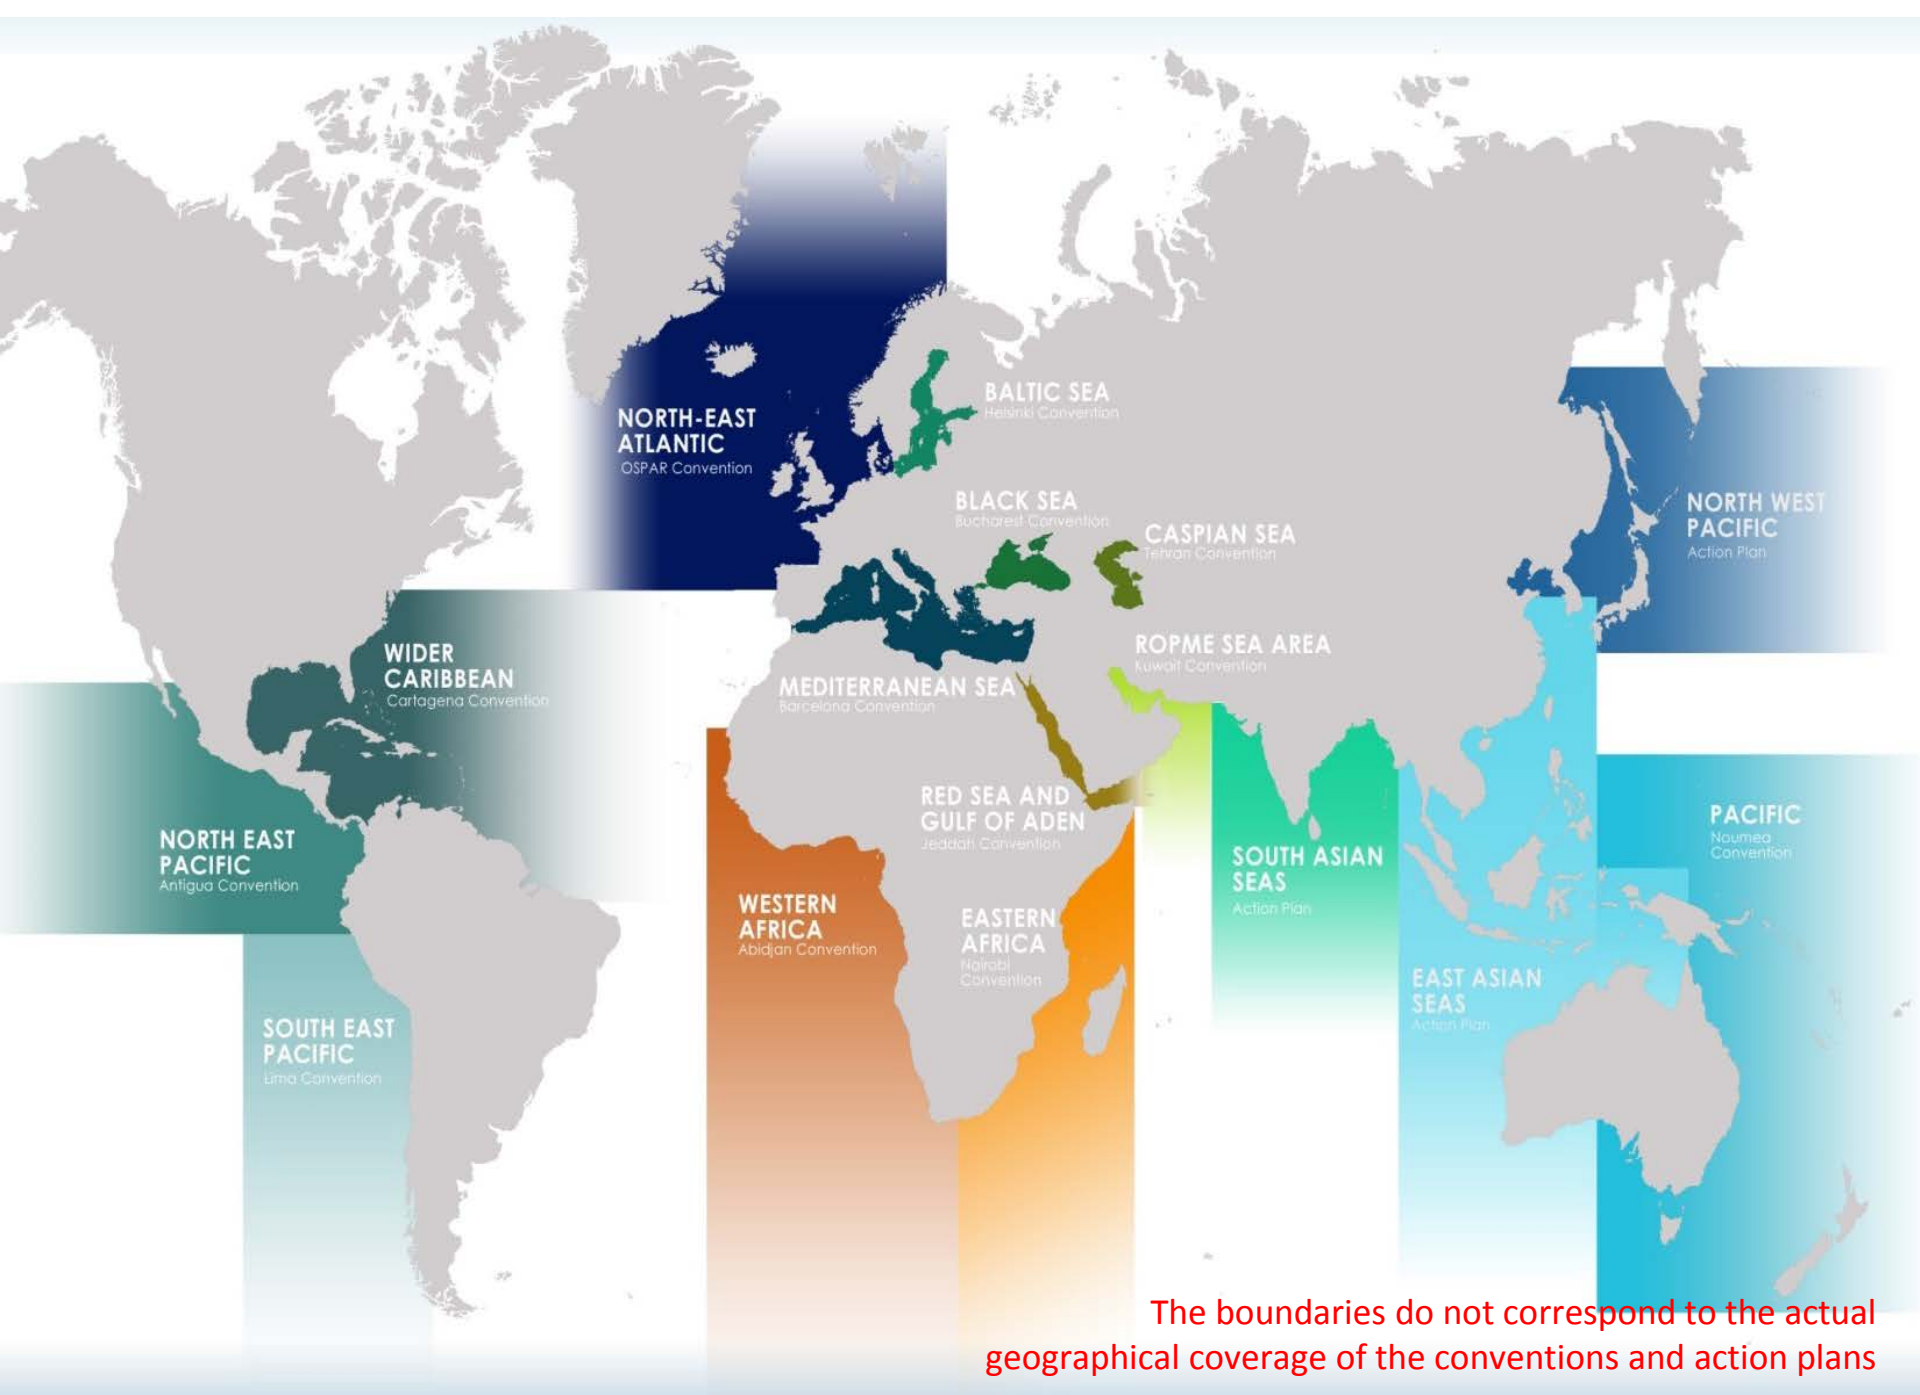 BALTIC SEA
Helsinki Convention
NORTH-EAST
ATLANTIC
OSPAR Convention
BLACK SEA
Bucharest Convention
CASPIAN SEA
Tehran Convention
NORTH WEST
PACIFIC
Action Plan
WIDER
CARIBBEAN
Cartagena Convention
ROPME SEA AREA
Kuwait Convention
MEDITERRANEAN SEA
Barcelona Convention
RED SEA AND
GULF OF ADEN
Jeddah Convention
PACIFIC
Noumea
Convention
NORTH EAST
PACIFIC
Antigua Convention
SOUTH ASIAN
SEAS
Action Plan
WESTERN
AFRICA
Abidjan Convention
EASTERN
AFRICA
Nairobi
Convention
EAST ASIAN
SEAS
Action Plan
SOUTH EAST
PACIFIC
Lima Convention
The boundaries do not correspond to the actual
geographical coverage of the conventions and action plans